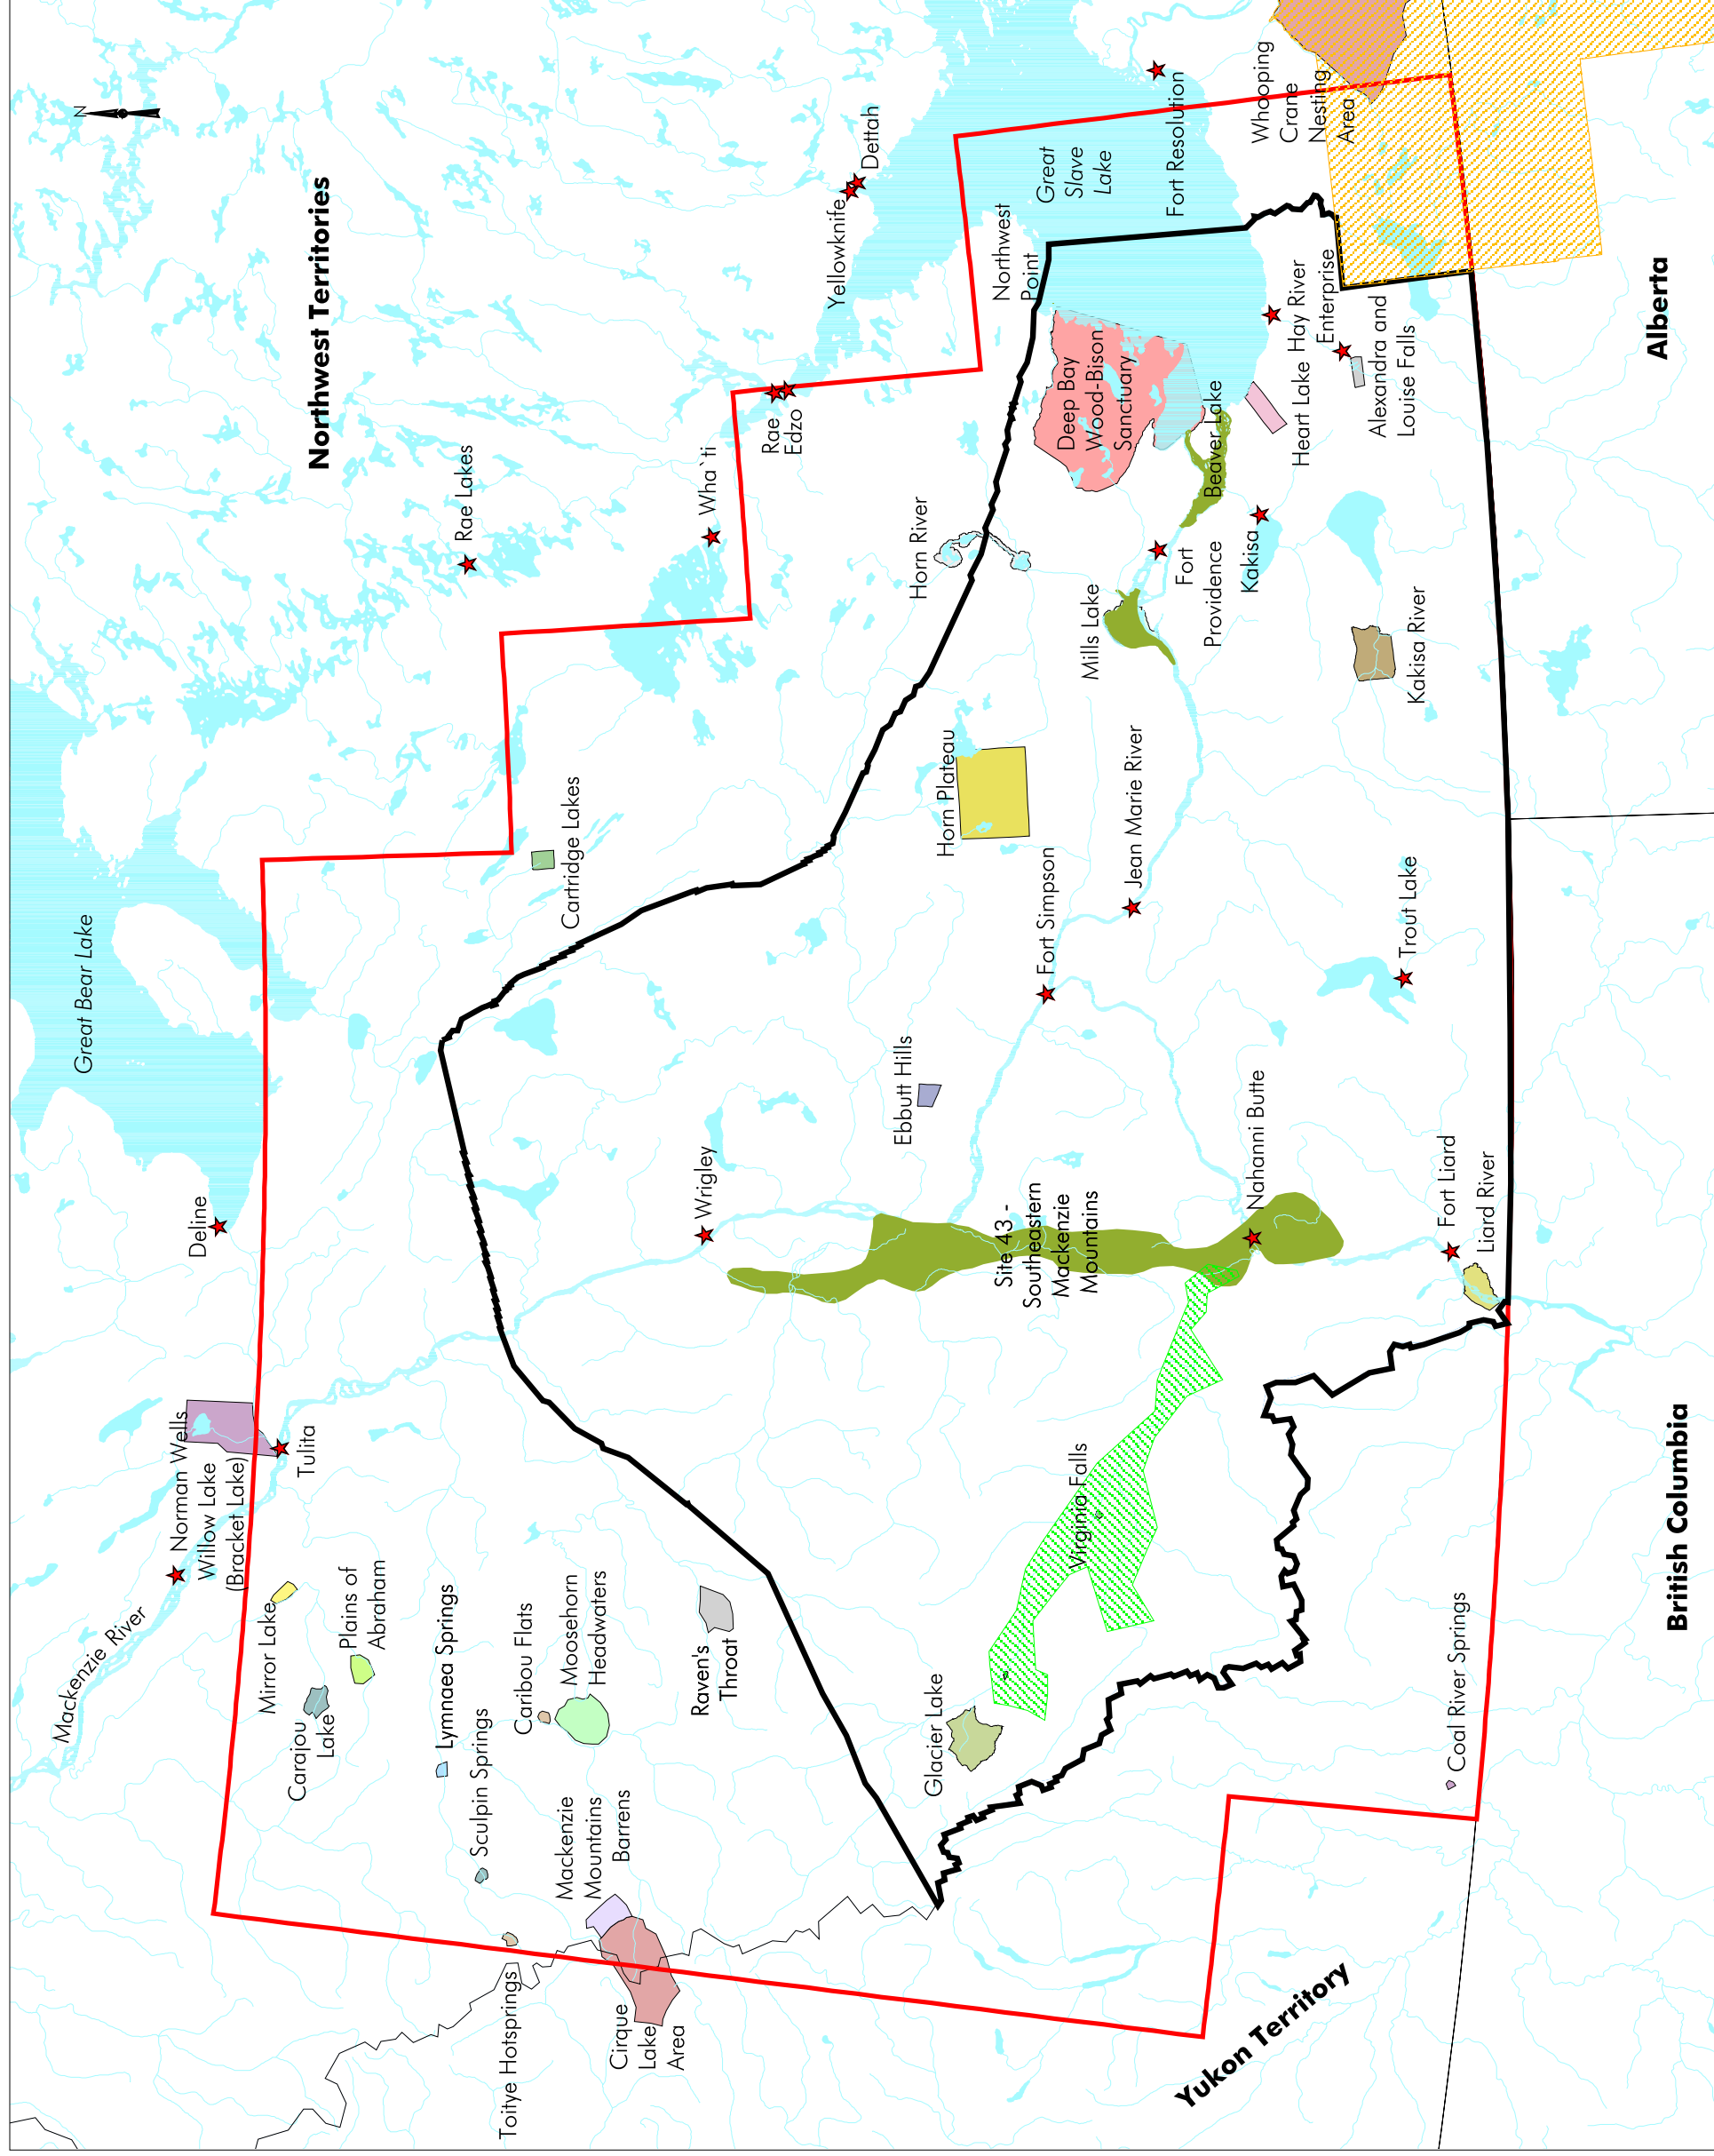 N
Northwest Territories
Great Bear Lake
Mackenzie River
Norman Wells
Willow Lake
(Bracket Lake)
Tulita
Deline
Mirror Lake
Carajou
Lake
Plains of
Abraham
Lymnaea Springs
Sculpin Springs
Caribou Flats
Moosehorn
Headwaters
Mackenzie
Mountains
Barrens
Toitye Hotsprings
Cirque
Lake
Area
Raven's
Throat
Wrigley
Cartridge Lakes
Rae Lakes
Wha`ti
Rae
Edzo
Yellowknife
Dettah
Great
Slave
Lake
Northwest
Point
Fort Resolution
Whooping
Crane
Nesting
Area
Horn River
Horn Plateau
Deep Bay
Wood-Bison
Sanctuary
Beaver Lake
Mills Lake
Fort
Providence
Kakisa
Heart Lake
Hay River
Enterprise
Alexandra and
Louise Falls
Kakisa River
Jean Marie River
Fort Simpson
Ebbutt Hills
Trout Lake
Site 43 -
Southeastern
Mackenzie
Mountains
Nahanni Butte
Fort Liard
Liard River
Virginia Falls
Glacier Lake
Coal River Springs
Yukon Territory
British Columbia
Alberta